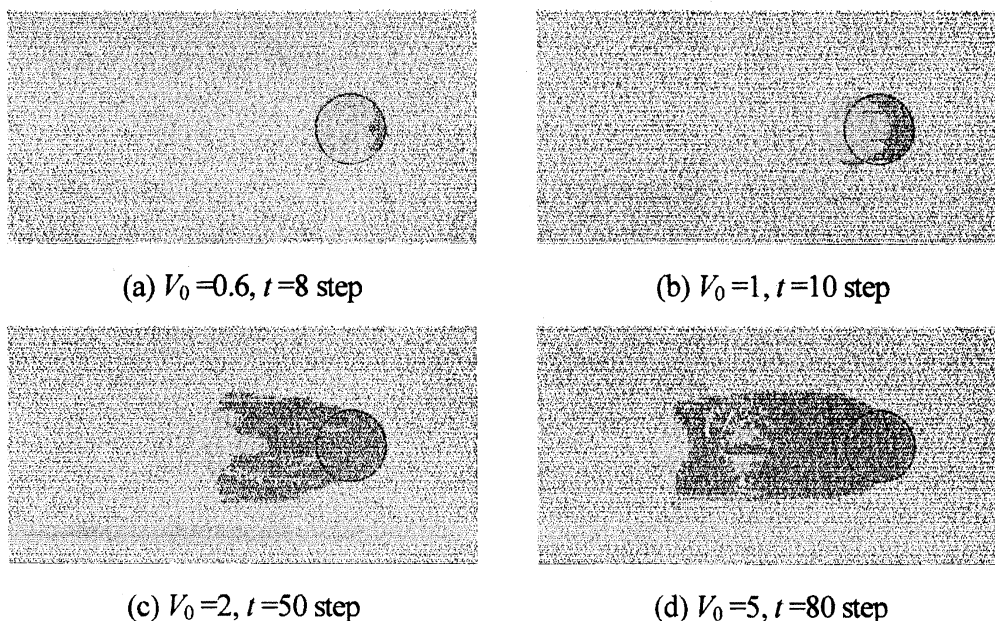 (a) V₀ =0.6, t=8 step
(b) V₀ =1, t=10 step
(c) V₀ =2, t=50 step
(d) V₀ =5, t=80 step